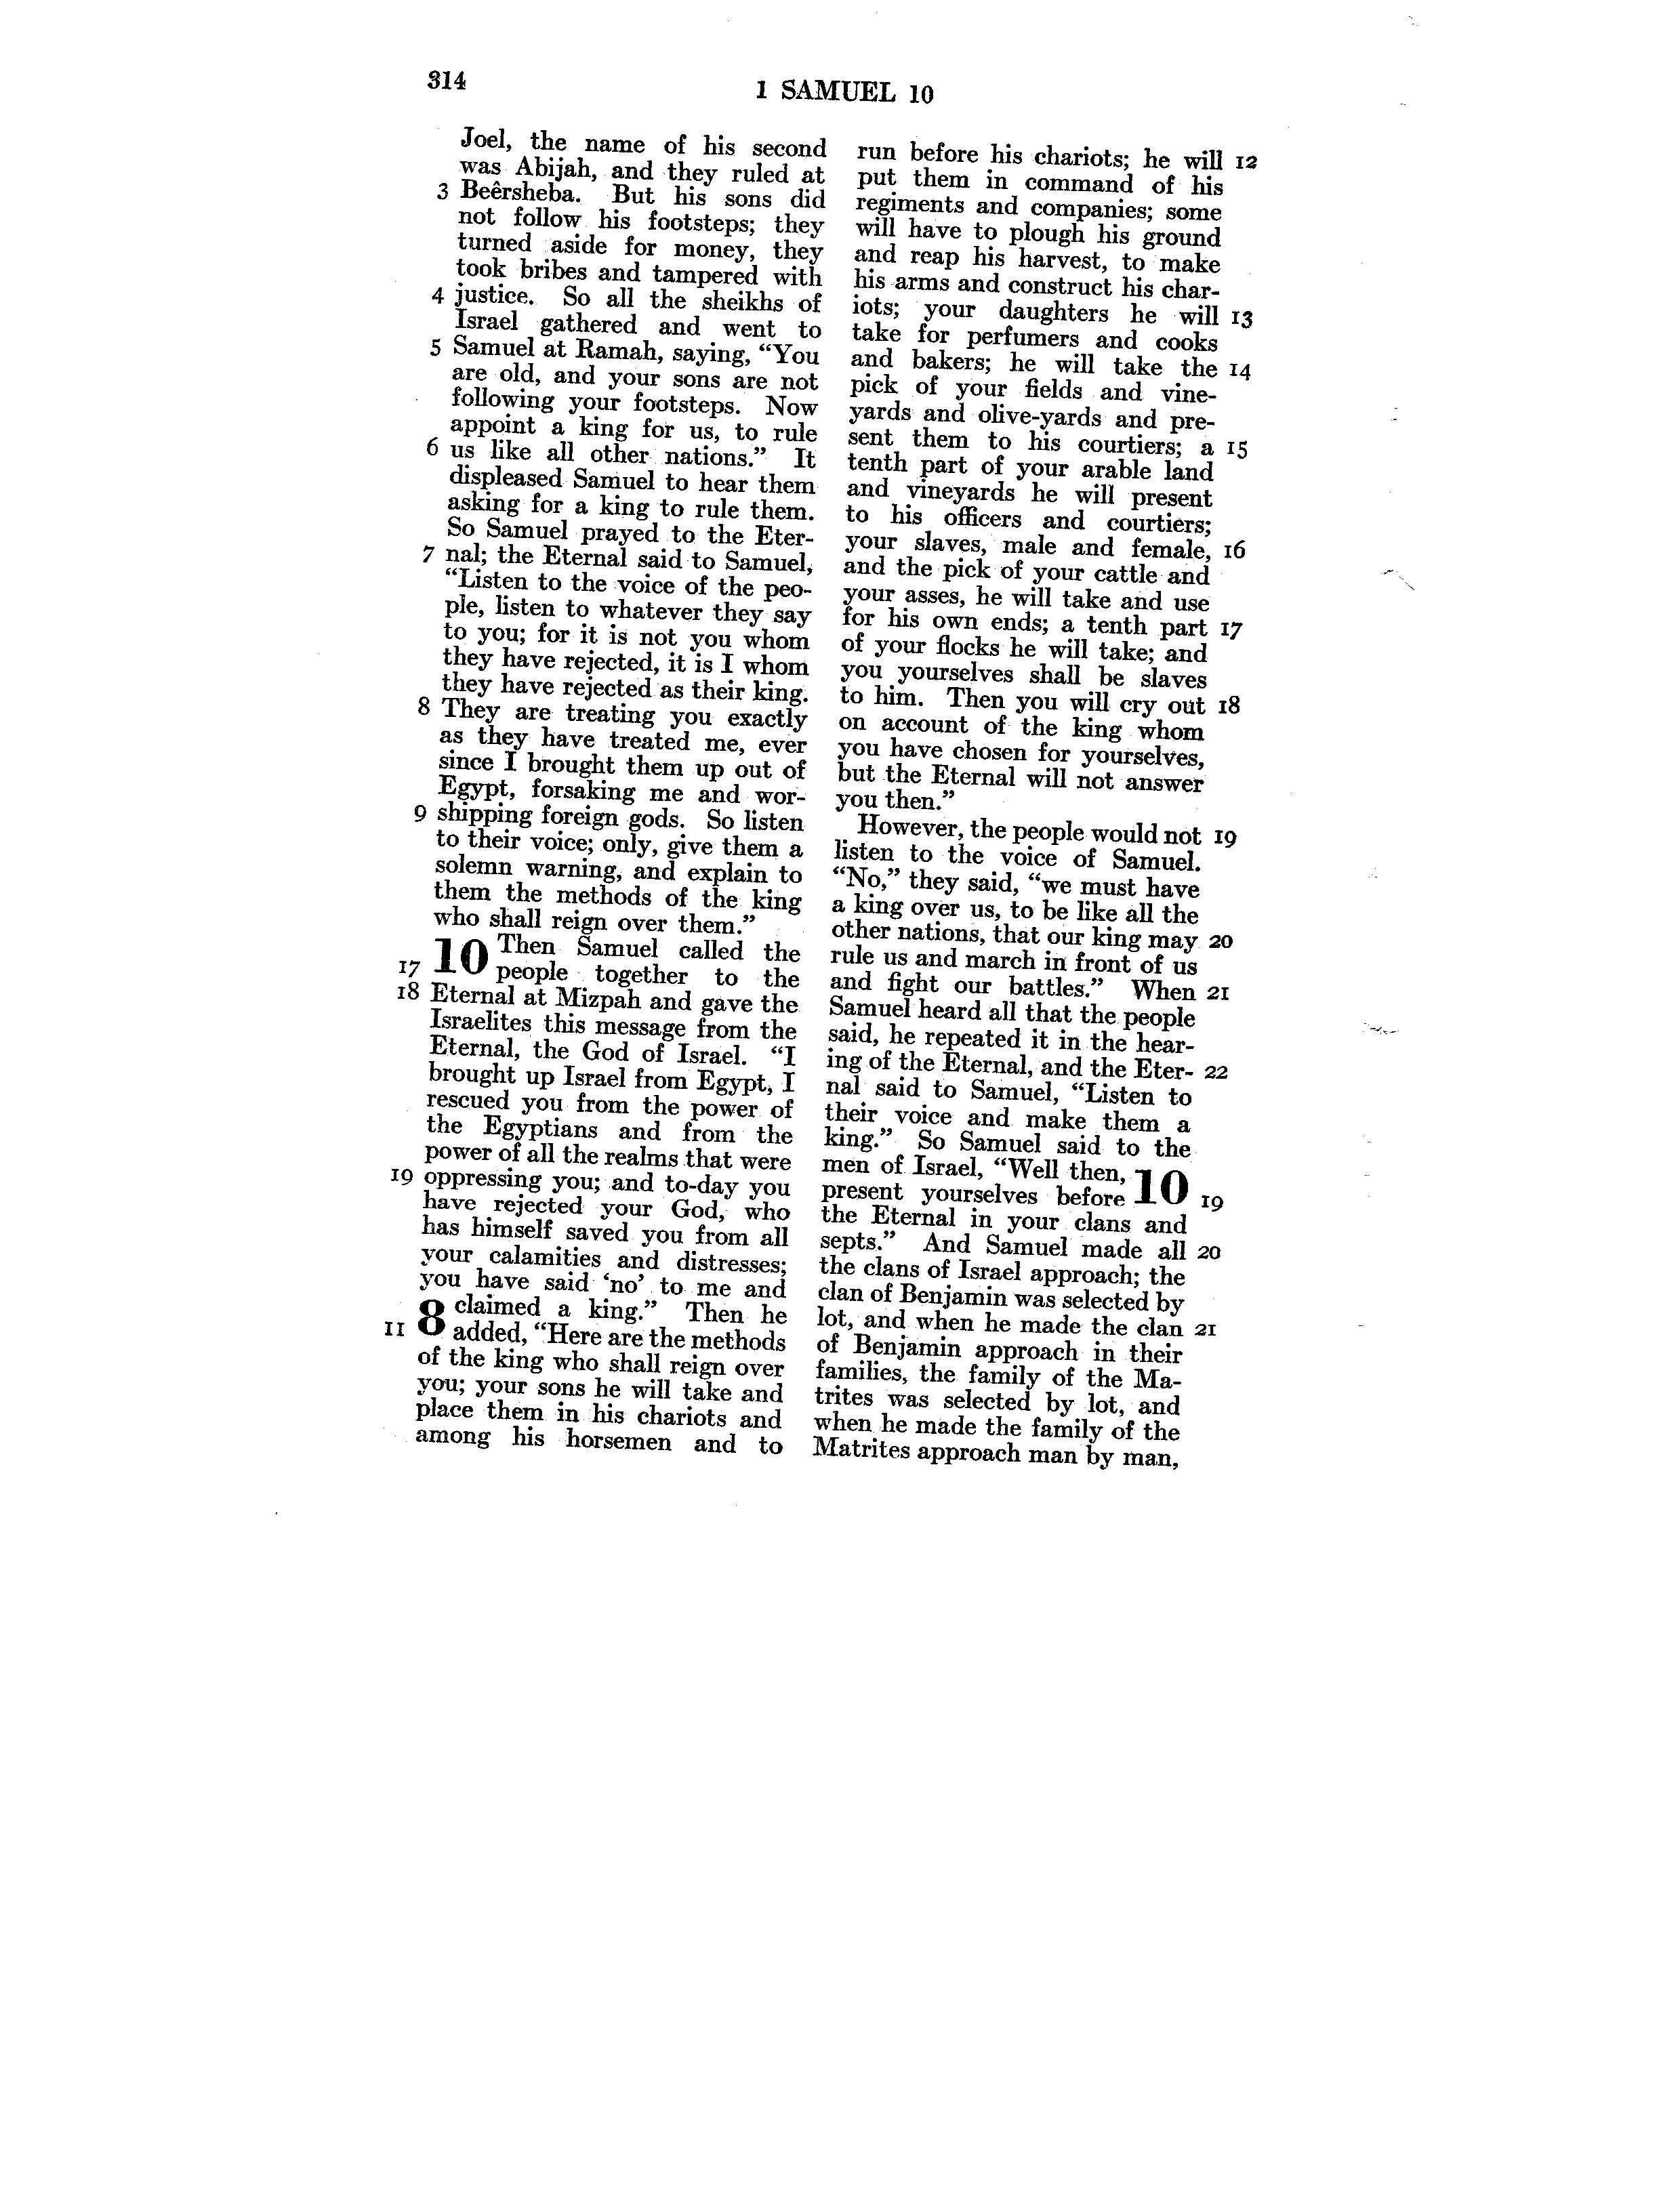 314
1 SAMUEL 10
Joel, the name of his second
was Abijah, and they ruled at
3 Beêrsheba. But his sons did
not follow his footsteps; they
turned aside for money, they
took bribes and tampered with
4 justice. So all the sheikhs of
Israel gathered and went to
5 Samuel at Ramah, saying, “You
are old, and your sons are not
following your footsteps. Now
appoint a king for us, to rule
6 us like all other nations.” It
displeased Samuel to hear them
asking for a king to rule them.
So Samuel prayed to the Eter-
7 nal; the Eternal said to Samuel,
“Listen to the voice of the peo-
ple, listen to whatever they say
to you; for it is not you whom
they have rejected, it is I whom
they have rejected as their king.
8 They are treating you exactly
as they have treated me, ever
since I brought them up out of
Egypt, forsaking me and wor-
9 shipping foreign gods. So listen
to their voice; only, give them a
solemn warning, and explain to
them the methods of the king
who shall reign over them.”
10 Then Samuel called the
17 people together to the
18 Eternal at Mizpah and gave the
Israelites this message from the
Eternal, the God of Israel. “I
brought up Israel from Egypt, I
rescued you from the power of
the Egyptians and from the
power of all the realms that were
19 oppressing you; and to-day you
have rejected your God, who
has himself saved you from all
your calamities and distresses;
you have said ‘no’ to me and
8 claimed a king.” Then he
11 added, “Here are the methods
of the king who shall reign over
you; your sons he will take and
place them in his chariots and
among his horsemen and to
run before his chariots; he will 12
put them in command of his
regiments and companies; some
will have to plough his ground
and reap his harvest, to make
his arms and construct his char-
iots; your daughters he will 13
take for perfumers and cooks
and bakers; he will take the 14
pick of your fields and vine-
yards and olive-yards and pre-
sent them to his courtiers; a 15
tenth part of your arable land
and vineyards he will present
to his officers and courtiers;
your slaves, male and female, 16
and the pick of your cattle and
your asses, he will take and use
for his own ends; a tenth part 17
of your flocks he will take; and
you yourselves shall be slaves
to him. Then you will cry out 18
on account of the king whom
you have chosen for yourselves,
but the Eternal will not answer
you then.”
However, the people would not 19
listen to the voice of Samuel.
“No,” they said, “we must have
a king over us, to be like all the
other nations, that our king may 20
rule us and march in front of us
and fight our battles.” When 21
Samuel heard all that the people
said, he repeated it in the hear-
ing of the Eternal, and the Eter- 22
nal said to Samuel, “Listen to
their voice and make them a
king.” So Samuel said to the
men of Israel, “Well then, 10
present yourselves before 19
the Eternal in your clans and
septs.” And Samuel made all 20
the clans of Israel approach; the
clan of Benjamin was selected by
lot, and when he made the clan 21
of Benjamin approach in their
families, the family of the Ma-
trites was selected by lot, and
when he made the family of the
Matrites approach man by man,